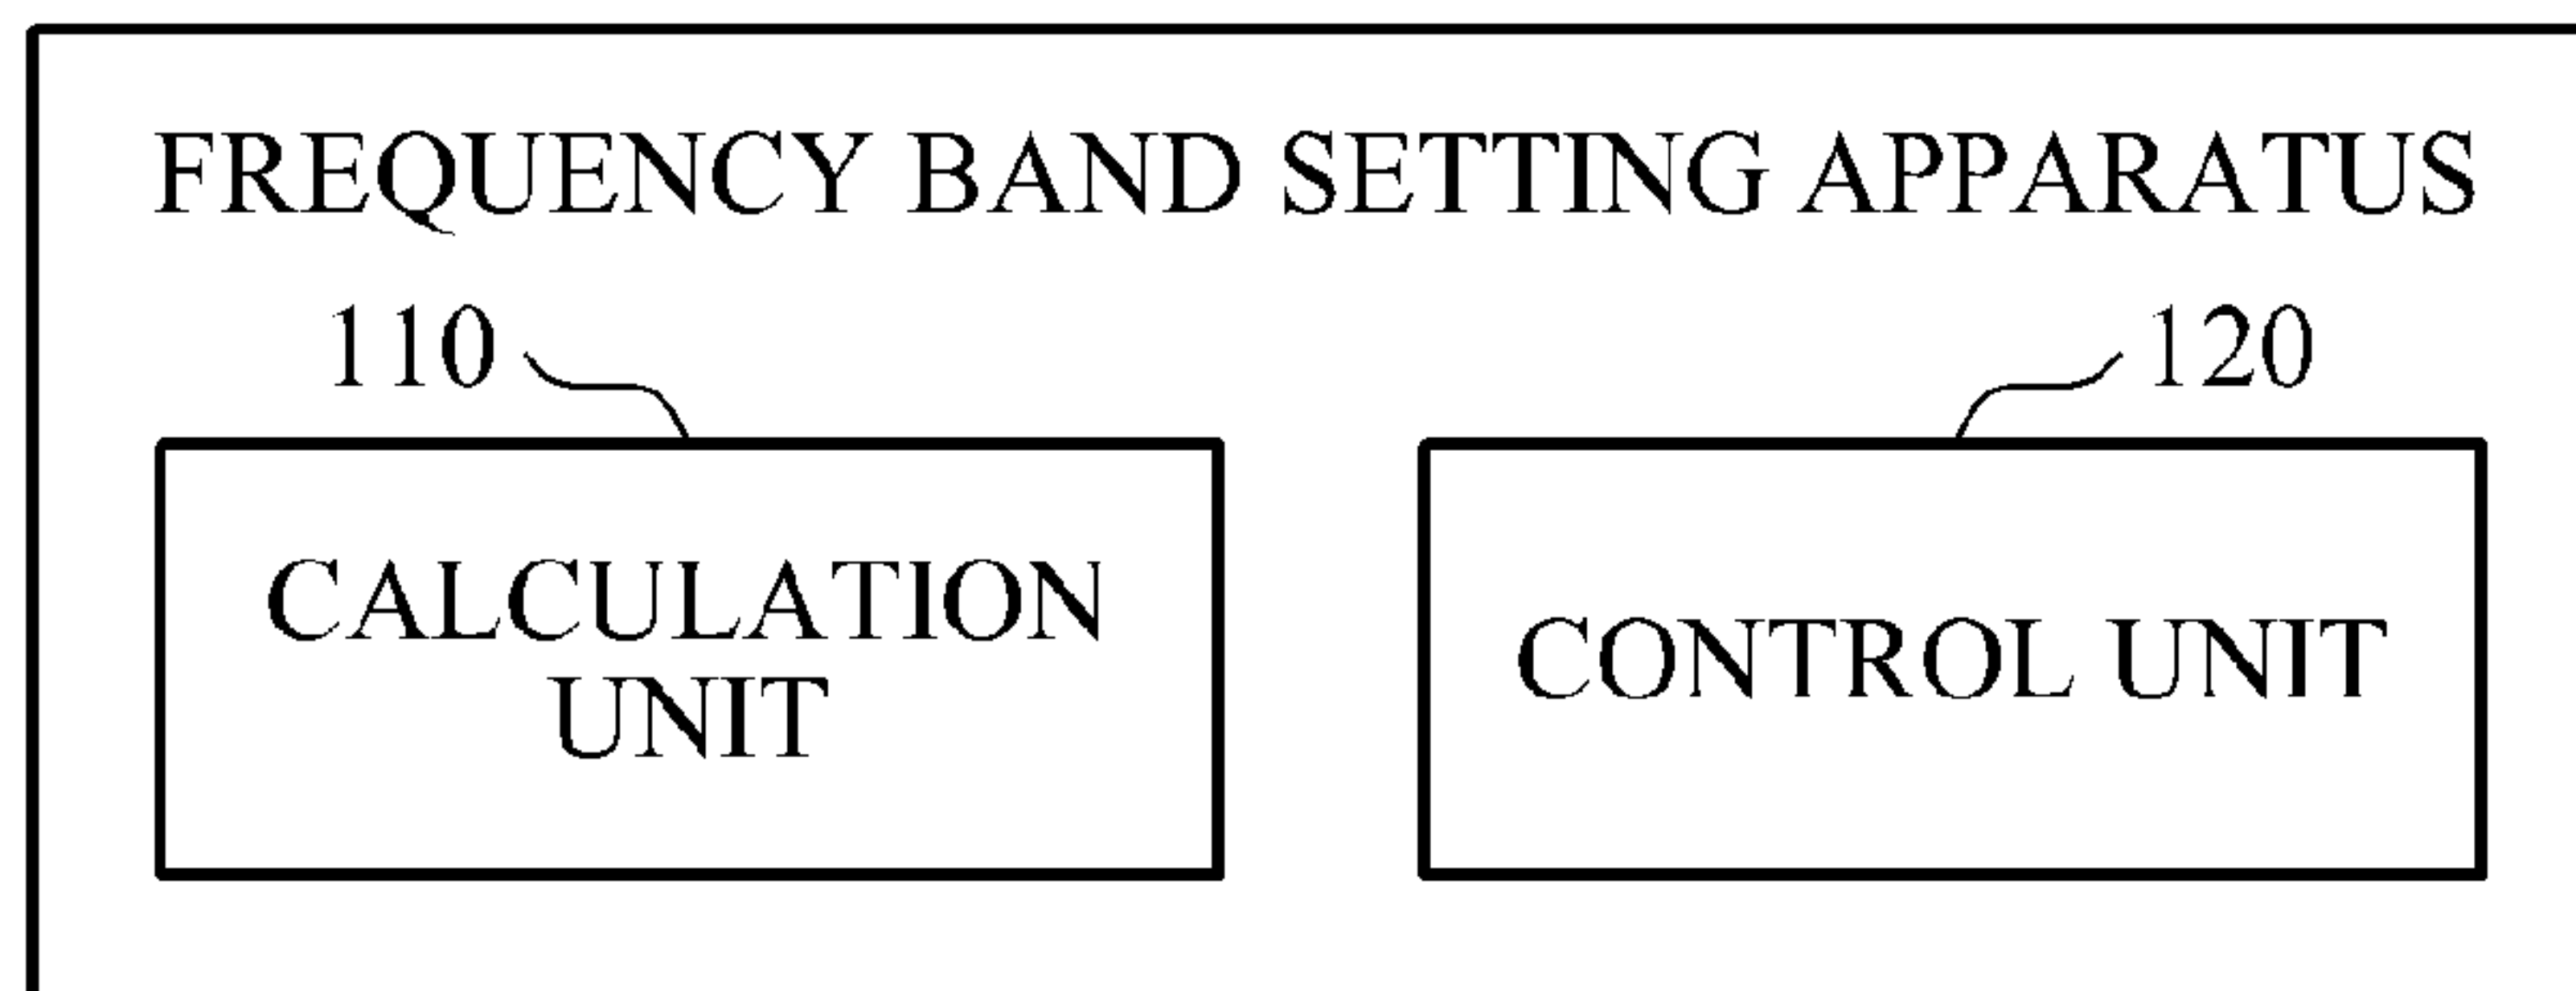 FREQUENCY BAND SETTING APPARATUS
110
120
CALCULATION
UNIT
CONTROL UNIT